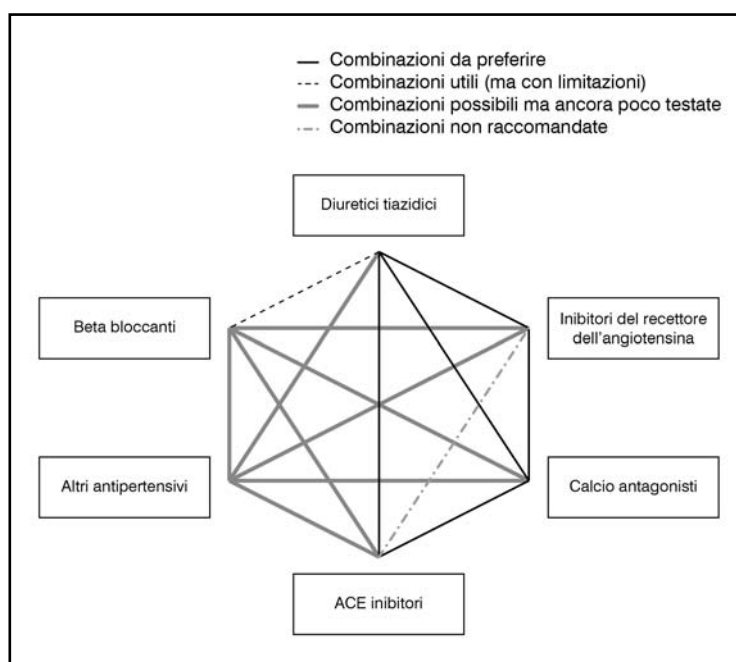 Combinazioni da preferire
Combinazioni utili (ma con limitazioni)
Combinazioni possibili ma ancora poco testate
Combinazioni non raccomandate
Diuretici tiazidici
Beta bloccanti
Inibitori del recettore
dell'angiotensina
Altri antipertensivi
Calcio antagonisti
ACE inibitori